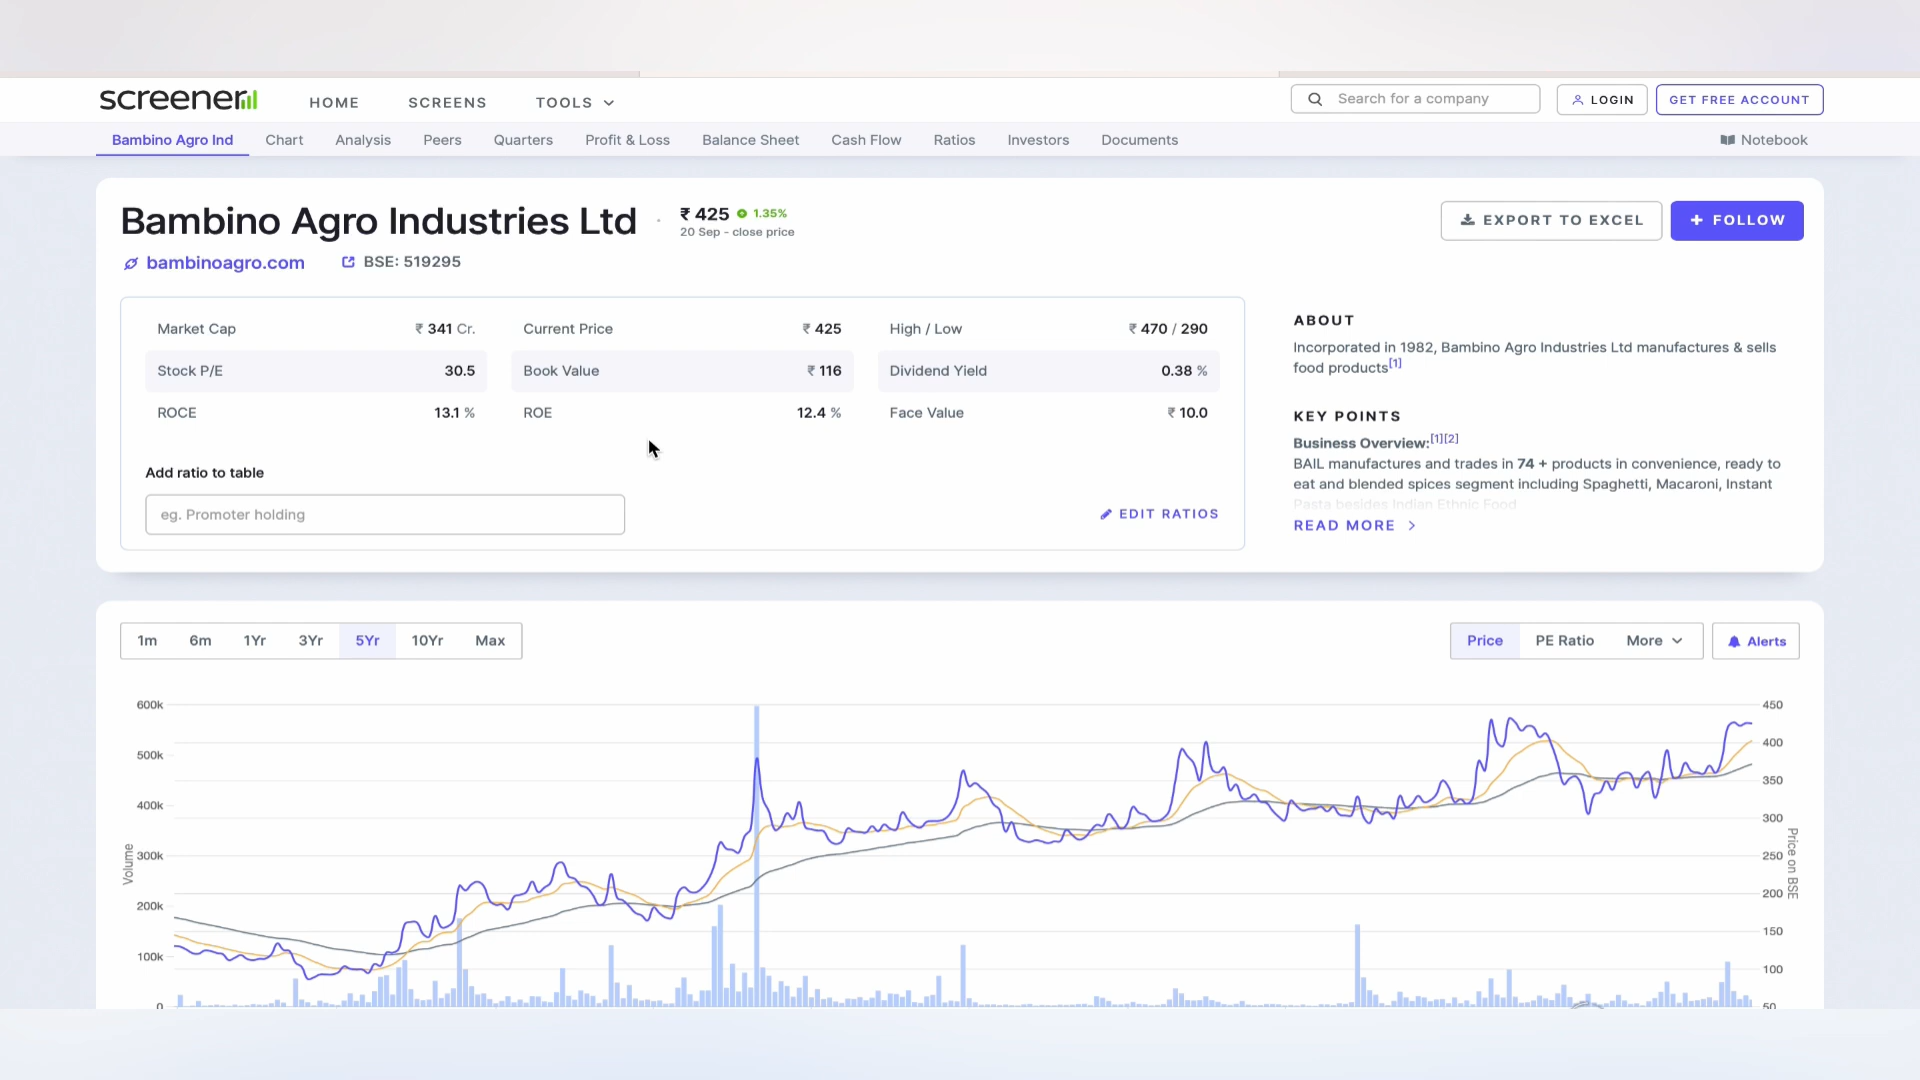 screener
HOME
SCREENS
TOOLS
Search for a company
LOGIN
GET FREE ACCOUNT
Bambino Agro Ind
Chart
Analysis
Peers
Quarters
Profit & Loss
Balance Sheet
Cash Flow
Ratios
Investors
Documents
Notebook
Bambino Agro Industries Ltd
₹ 425 1.35%
20 Sep - close price
EXPORT TO EXCEL
+ FOLLOW
bambinoagro.com
BSE: 519295
Market Cap ₹ 341 Cr.
Current Price ₹ 425
High / Low ₹ 470 / 290
Stock P/E 30.5
Book Value ₹ 116
Dividend Yield 0.38 %
ROCE 13.1 %
ROE 12.4 %
Face Value ₹ 10.0
Add ratio to table
eg. Promoter holding
EDIT RATIOS
ABOUT
Incorporated in 1982, Bambino Agro Industries Ltd manufactures & sells
food products[1]
KEY POINTS
Business Overview:[1][2]
BAIL manufactures and trades in 74 + products in convenience, ready to
eat and blended spices segment including Spaghetti, Macaroni, Instant
Pasta besides Indian Ethnic Food
READ MORE
1m
6m
1Yr
3Yr
5Yr
10Yr
Max
Price
PE Ratio
More
Alerts
600k
500k
400k
300k
200k
100k
0
Volume
450
400
350
300
250
200
150
100
50
Price on BSE